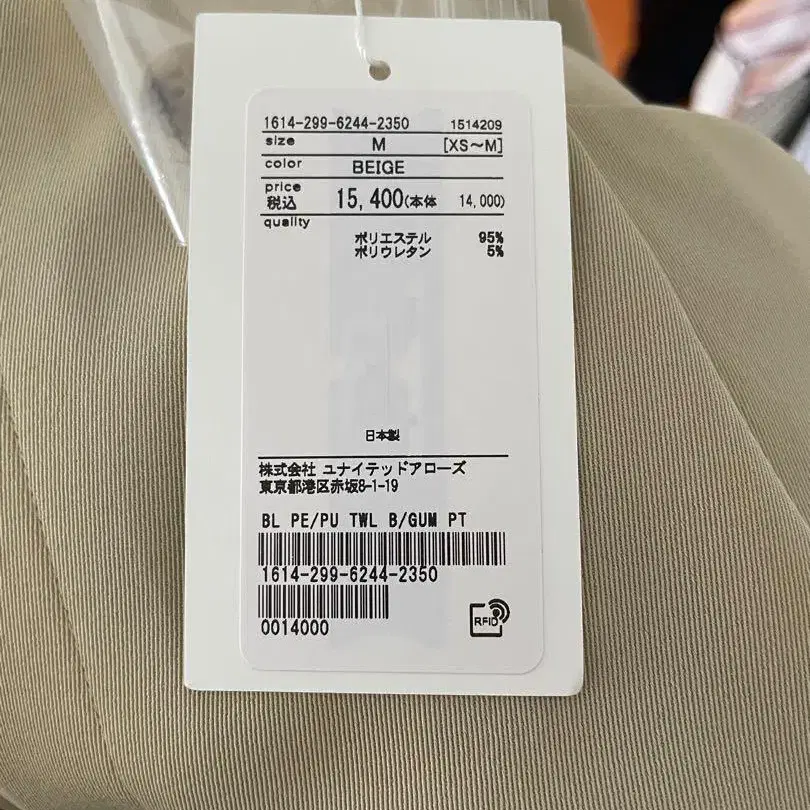 1614-299-6244-2350 1514209
size M [XS～M]
color BEIGE
price
税込 15,400(本体 14,000)
quality
ポリエステル 95%
ポリウレタン 5%
日本製
株式会社 ユナイテッドアローズ
東京都港区赤坂8-1-19
BL PE/PU TWL B/GUM PT
1614-299-6244-2350
0014000
RFID